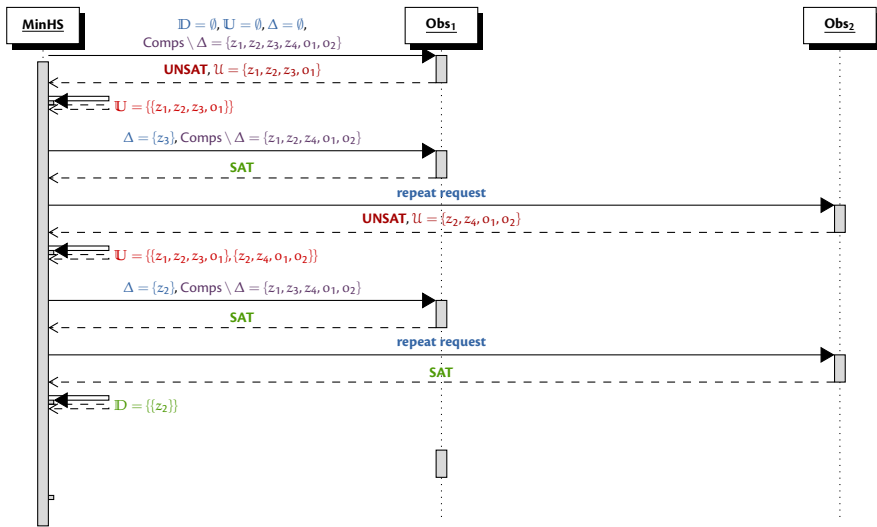 MinHS Obs₁ Obs₂
𝔻 = ∅, 𝕌 = ∅, Δ = ∅,
Comps \ Δ = {z₁, z₂, z₃, z₄, o₁, o₂}
UNSAT, 𝒰 = {z₁, z₂, z₃, o₁}
𝕌 = {{z₁, z₂, z₃, o₁}}
Δ = {z₃}, Comps \ Δ = {z₁, z₂, z₄, o₁, o₂}
SAT
repeat request
UNSAT, 𝒰 = {z₂, z₄, o₁, o₂}
𝕌 = {{z₁, z₂, z₃, o₁},{z₂, z₄, o₁, o₂}}
Δ = {z₂}, Comps \ Δ = {z₁, z₃, z₄, o₁, o₂}
SAT
repeat request
SAT
𝔻 = {{z₂}}